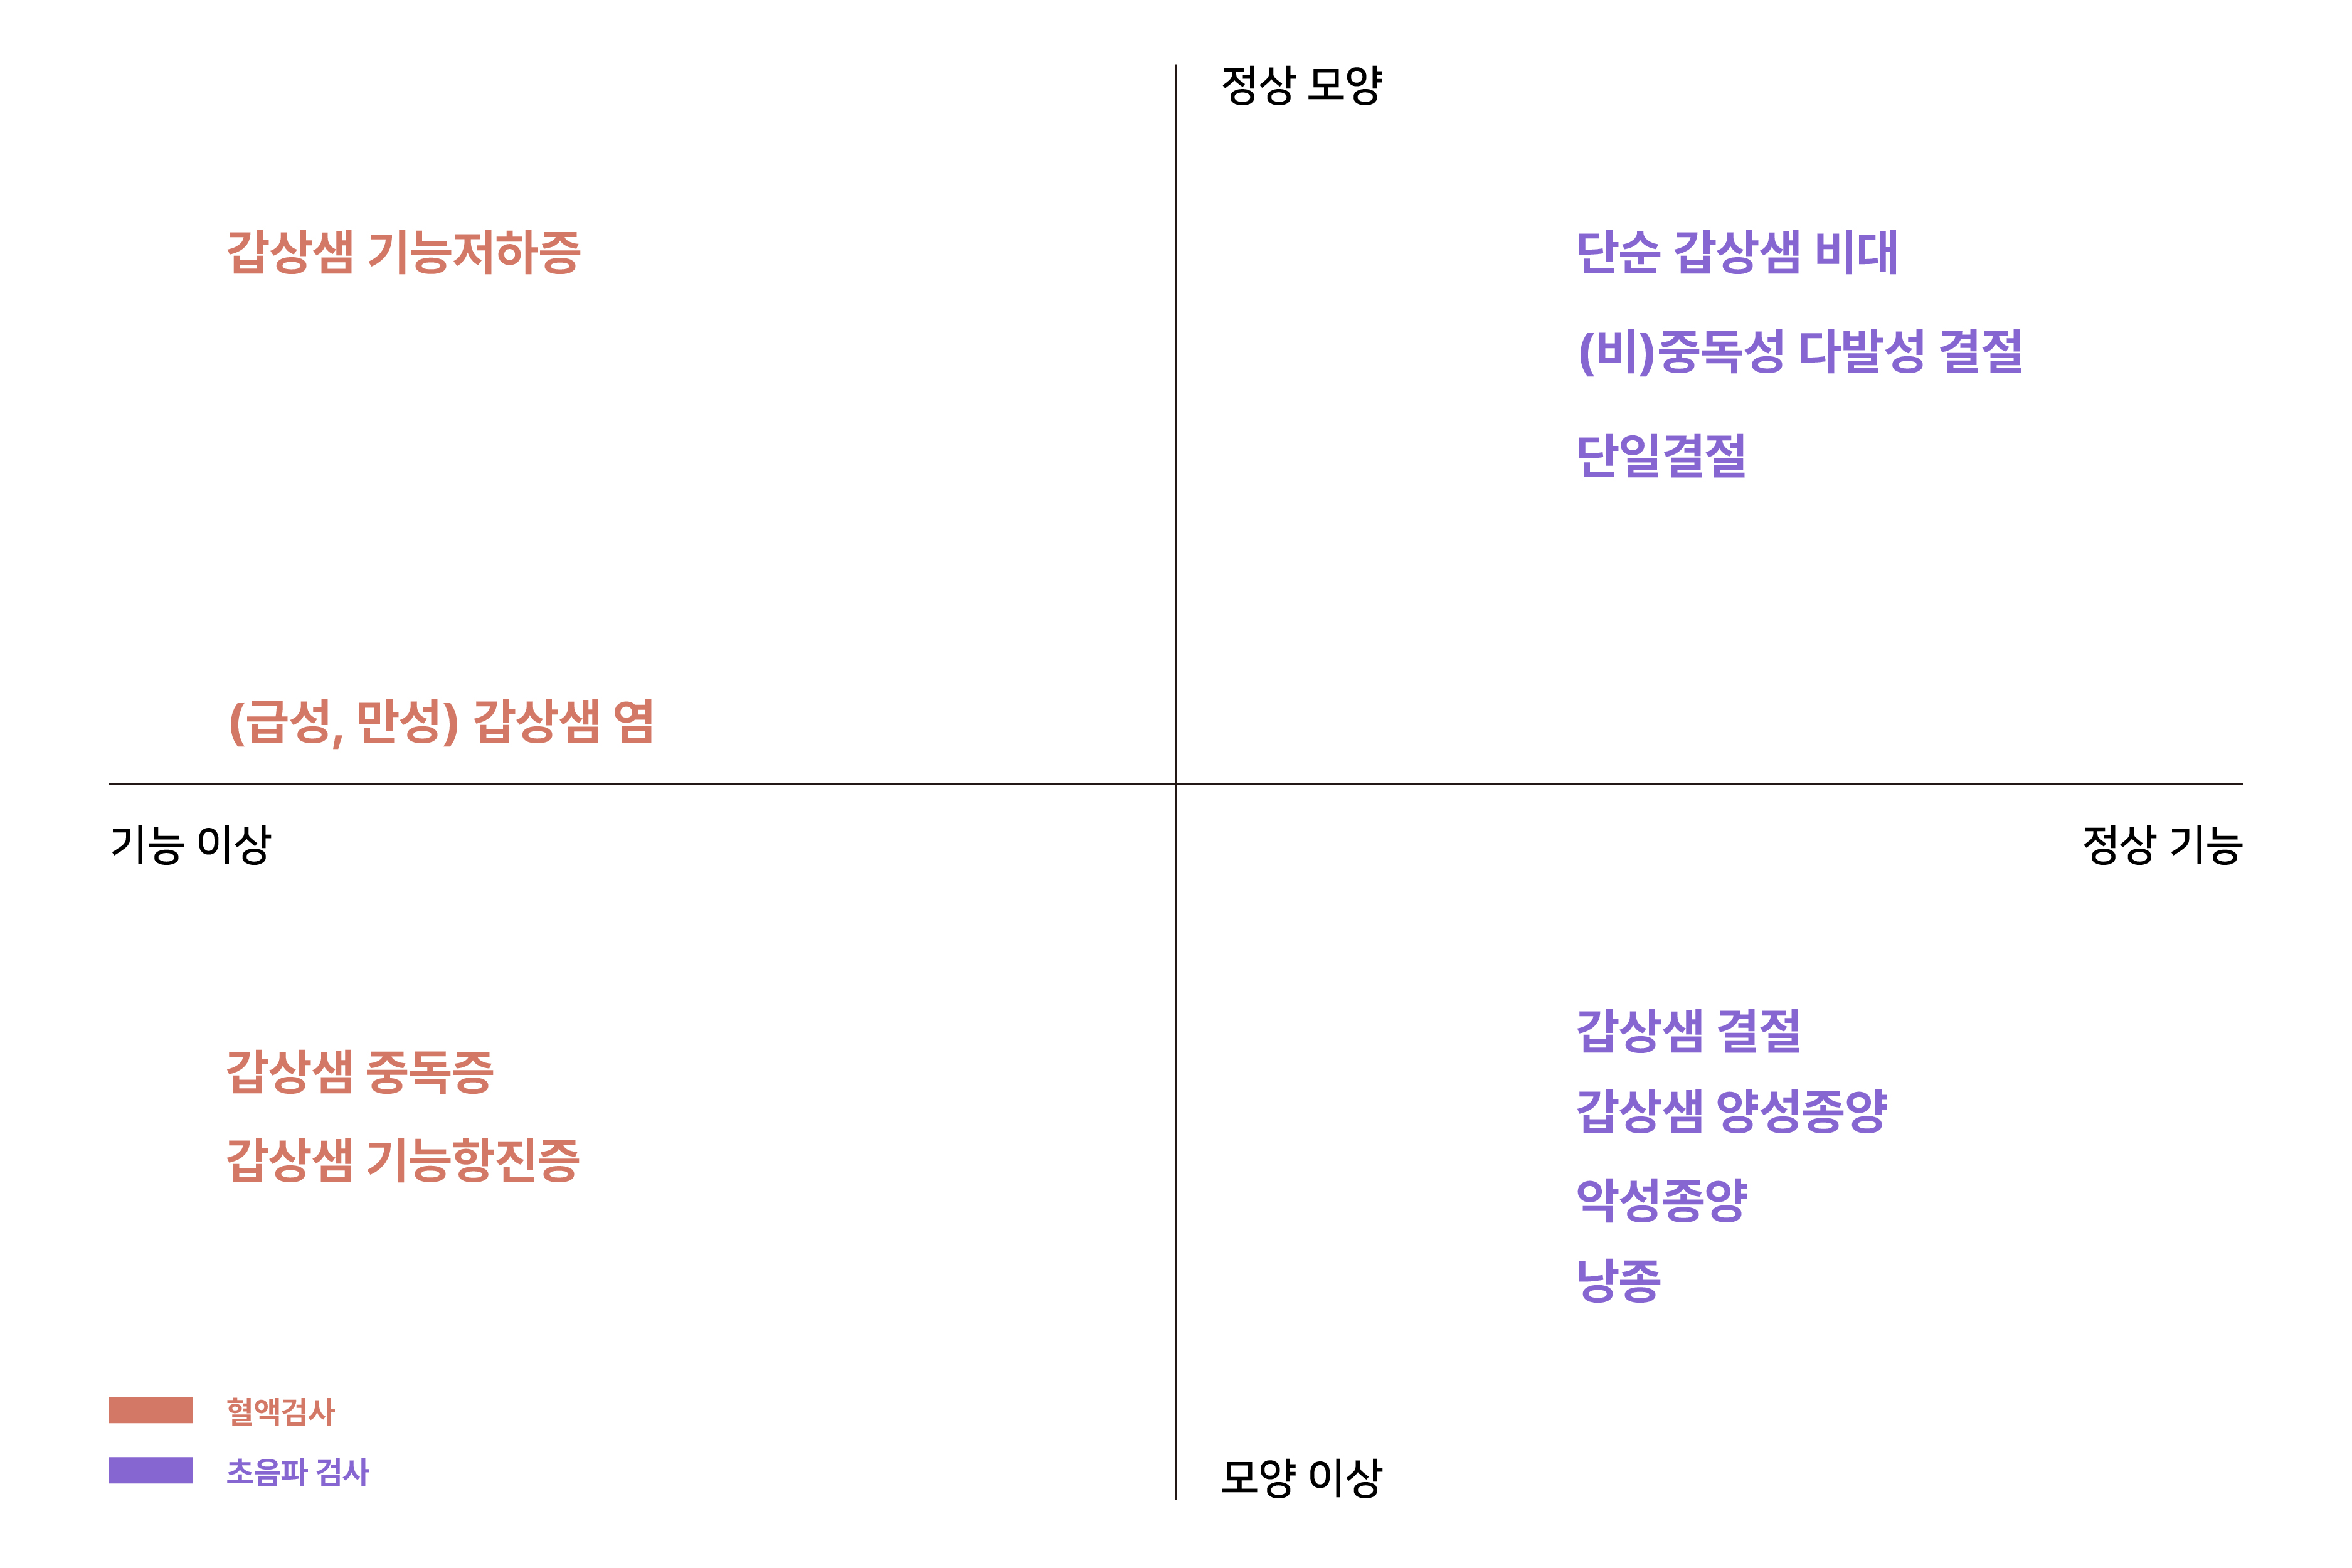 정상 모양
갑상샘 기능저하증
단순 갑상샘 비대
(비)중독성 다발성 결절
단일결절
(급성, 만성) 갑상샘 염
기능 이상
정상 기능
갑상샘 결절
갑상샘 중독증
갑상샘 양성종양
갑상샘 기능항진증
악성종양
낭종
혈액검사
초음파 검사
모양 이상